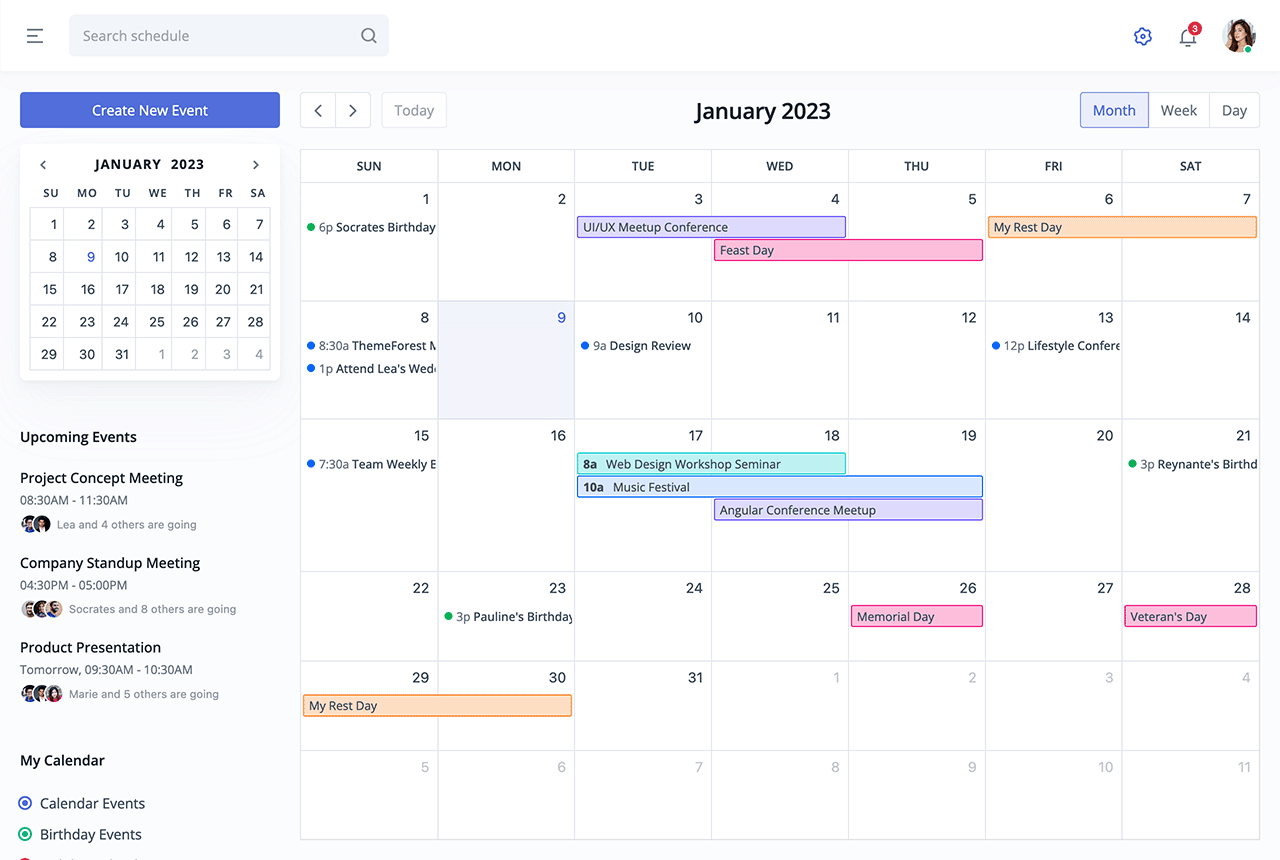 Search schedule
3
Create New Event
Today
January 2023
Month Week Day
JANUARY 2023
SU MO TU WE TH FR SA
1 2 3 4 5 6 7
8 9 10 11 12 13 14
15 16 17 18 19 20 21
22 23 24 25 26 27 28
29 30 31 1 2 3 4
Upcoming Events
Project Concept Meeting
08:30AM - 11:30AM
Lea and 4 others are going
Company Standup Meeting
04:30PM - 05:00PM
Socrates and 8 others are going
Product Presentation
Tomorrow, 09:30AM - 10:30AM
Marie and 5 others are going
My Calendar
Calendar Events
Birthday Events
SUN MON TUE WED THU FRI SAT
1 2 3 4 5 6 7
6p Socrates Birthday UI/UX Meetup Conference My Rest Day
Feast Day
8 9 10 11 12 13 14
8:30a ThemeForest M 9a Design Review 12p Lifestyle Confere
1p Attend Lea's Wed
15 16 17 18 19 20 21
7:30a Team Weekly E 8a Web Design Workshop Seminar 3p Reynante's Birthd
10a Music Festival
Angular Conference Meetup
22 23 24 25 26 27 28
3p Pauline's Birthday Memorial Day Veteran's Day
29 30 31 1 2 3 4
My Rest Day
5 6 7 8 9 10 11